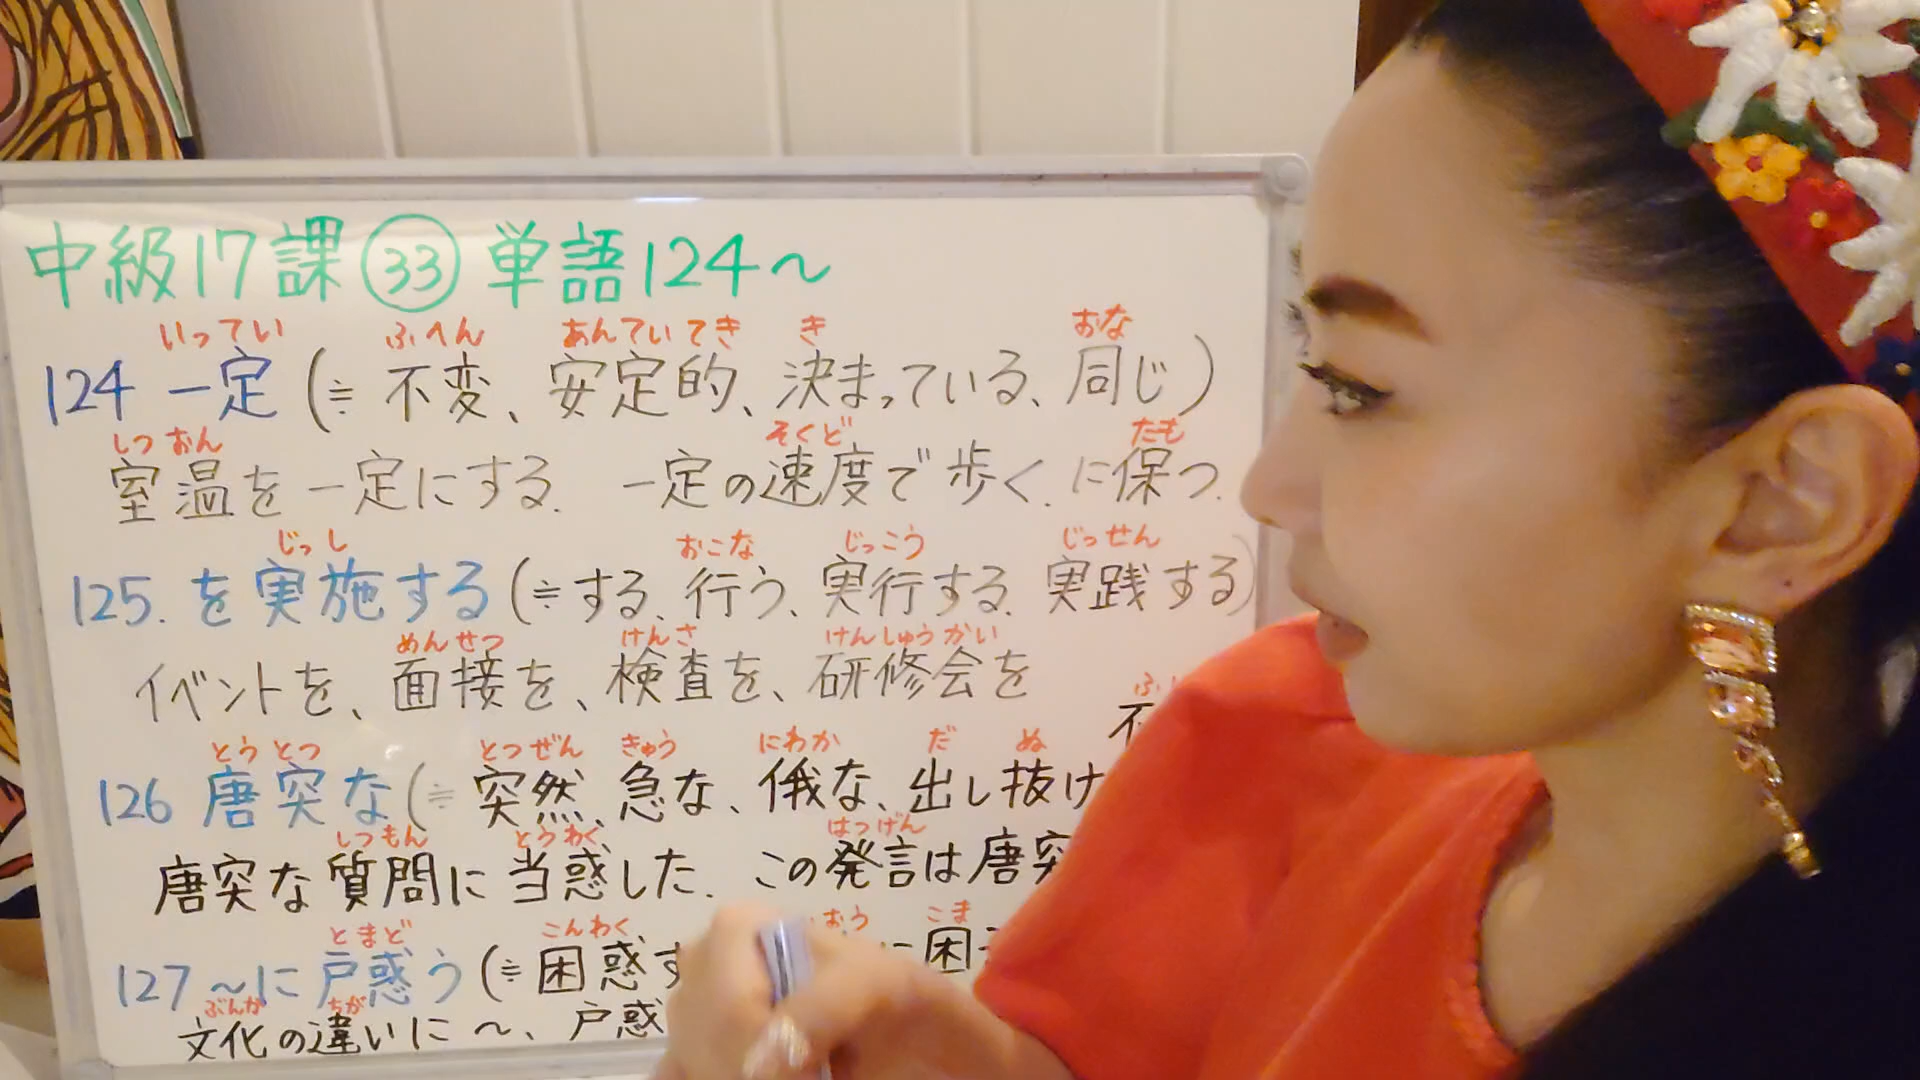 中級17課㉝単語124～
いってい ふへん あんていてき き おな
124 一定 (≒ 不変、安定的、決まっている、同じ)
しつおん そくど たも
室温を一定にする. 一定の速度で歩く. に保つ.
じっし おこな じっこう じっせん
125. を実施する (≒する、行う、実行する、実践する)
めんせつ けんさ けんしゅうかい
イベントを、面接を、検査を、研修会を
とうとつ とつぜん きゅう にわか だ ぬ
126 唐突な (≒ 突然、急な、俄な、出し抜け
しつもん とうわく はつげん
唐突な質問に当惑した. この発言は唐突
とまど こんわく こま
127 ～に戸惑う (≒困惑す に困
ぶんか ちが
文化の違いに～、戸惑